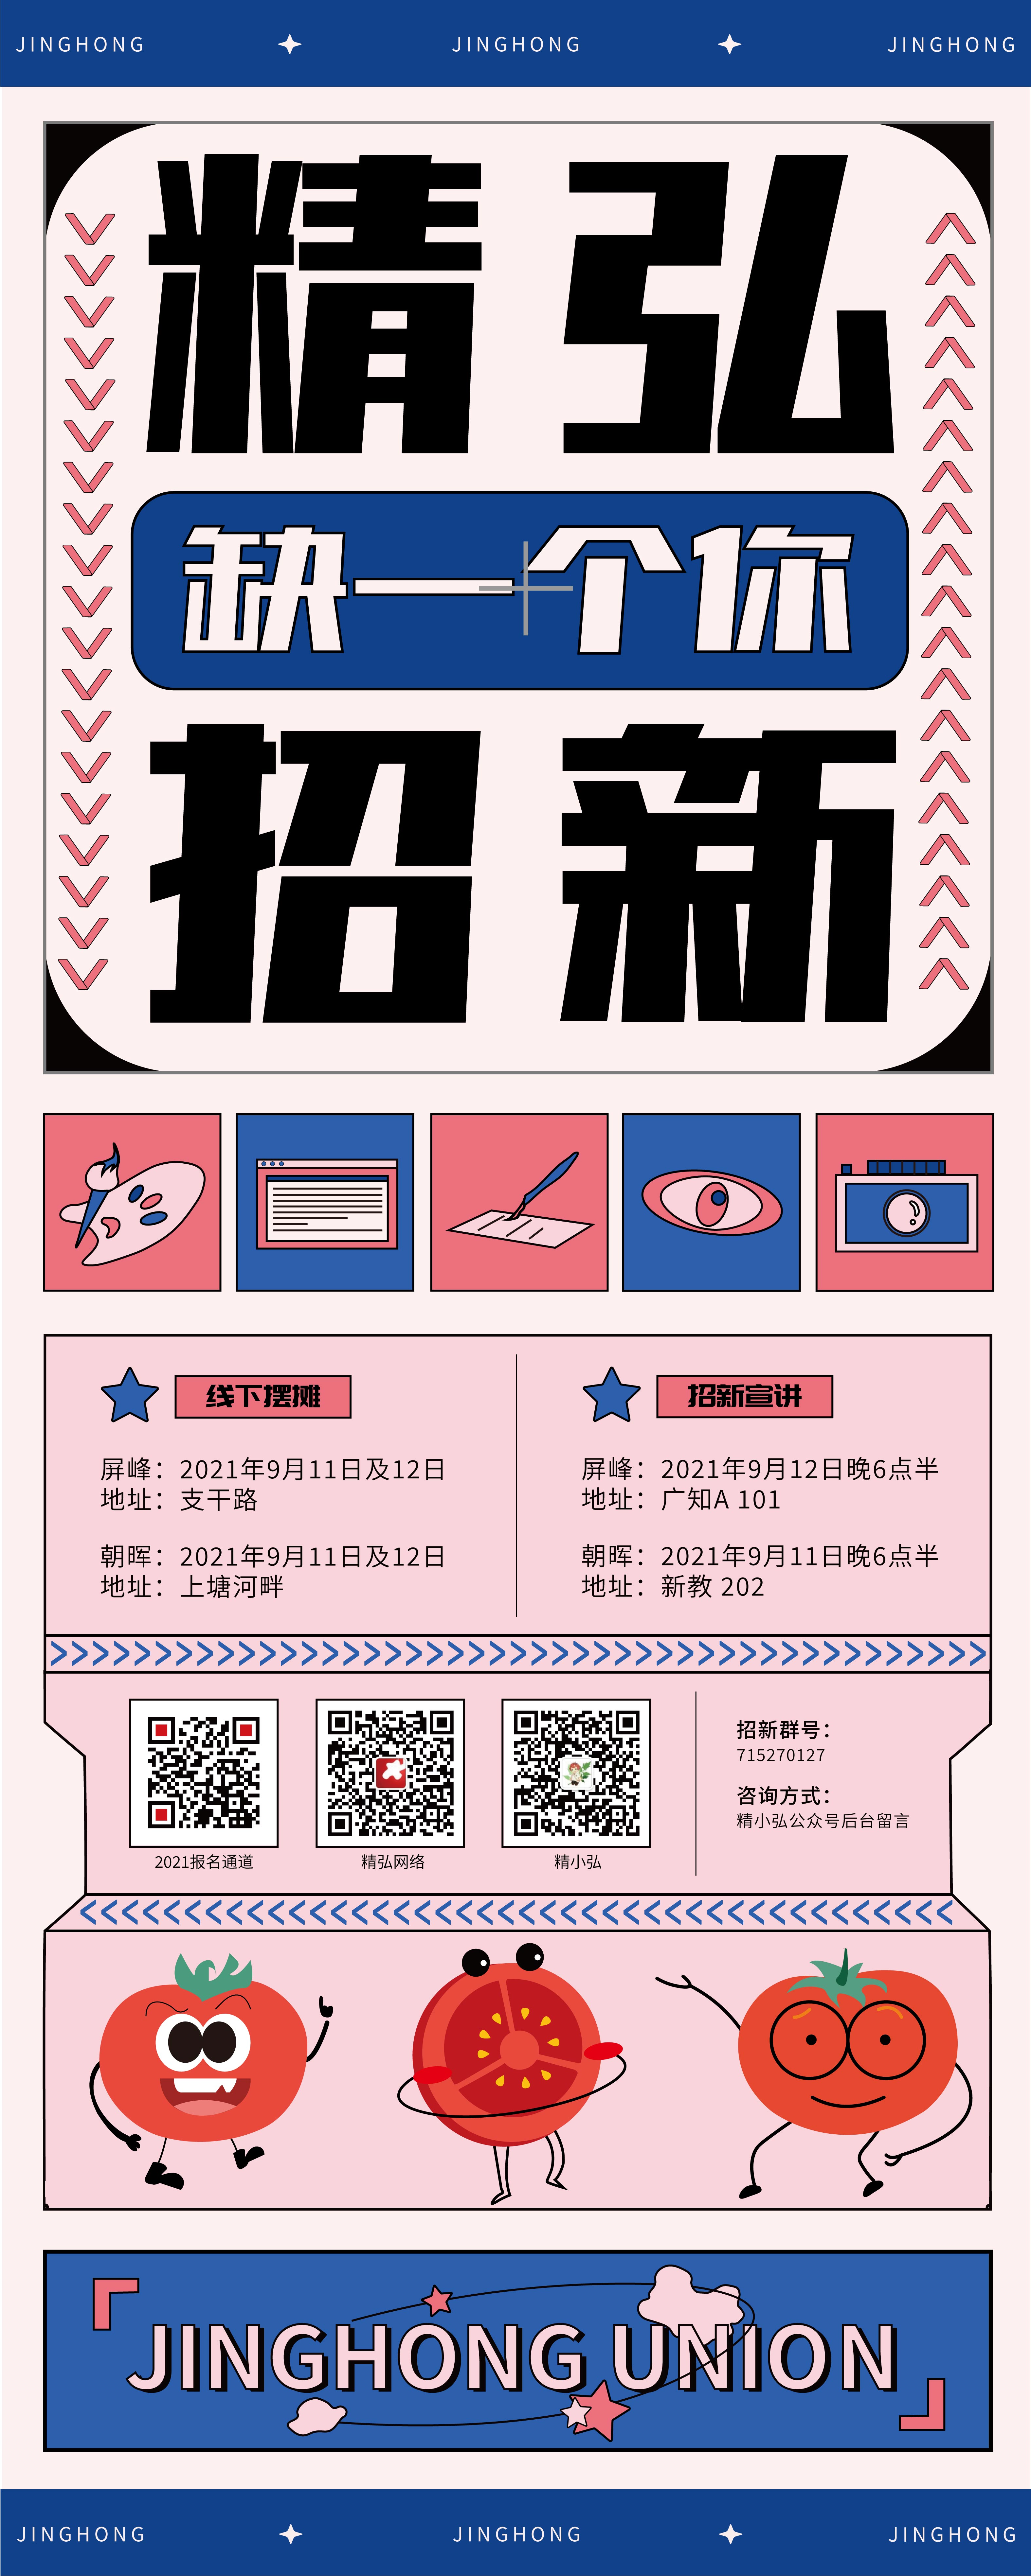 JINGHONG JINGHONG JINGHONG
精弘
缺一个你
招新
线下摆摊
屏峰：2021年9月11日及12日
地址：支干路
朝晖：2021年9月11日及12日
地址：上塘河畔
招新宣讲
屏峰：2021年9月12日晚6点半
地址：广知A 101
朝晖：2021年9月11日晚6点半
地址：新教 202
2021报名通道
精弘网络
精小弘
招新群号：
715270127
咨询方式：
精小弘公众号后台留言
JINGHONG UNION
JINGHONG JINGHONG JINGHONG